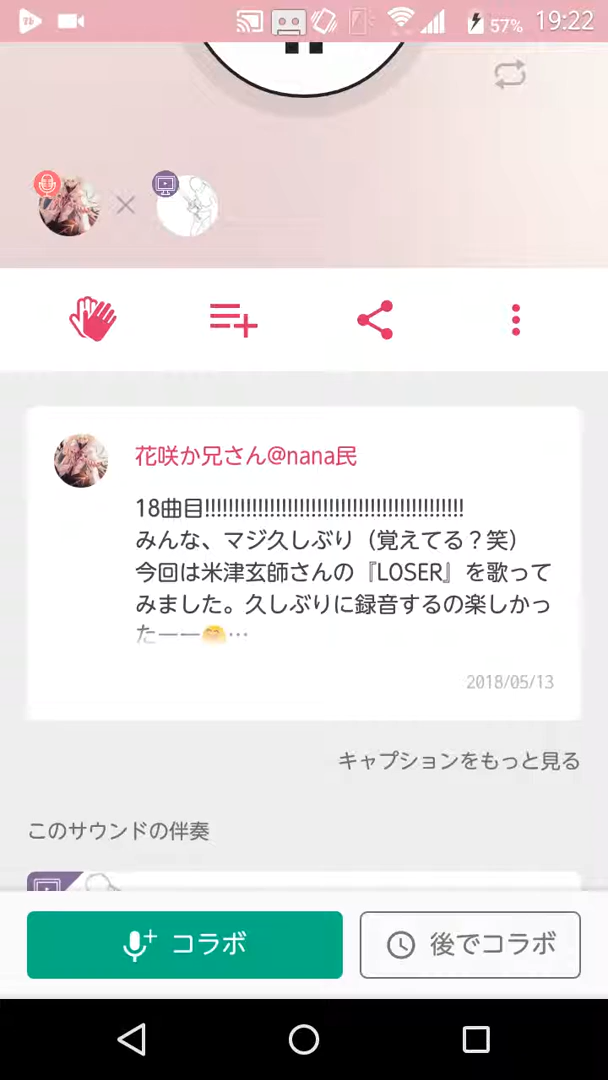 57% 19:22
花咲か兄さん@nana民
18曲目!!!!!!!!!!!!!!!!!!!!!!!!!!!!!!!!!!!!!!!!!!!!
みんな、マジ久しぶり（覚えてる？笑）
今回は米津玄師さんの『LOSER』を歌って
みました。久しぶりに録音するの楽しかっ
たーー😁…
2018/05/13
キャプションをもっと見る
このサウンドの伴奏
コラボ
後でコラボ